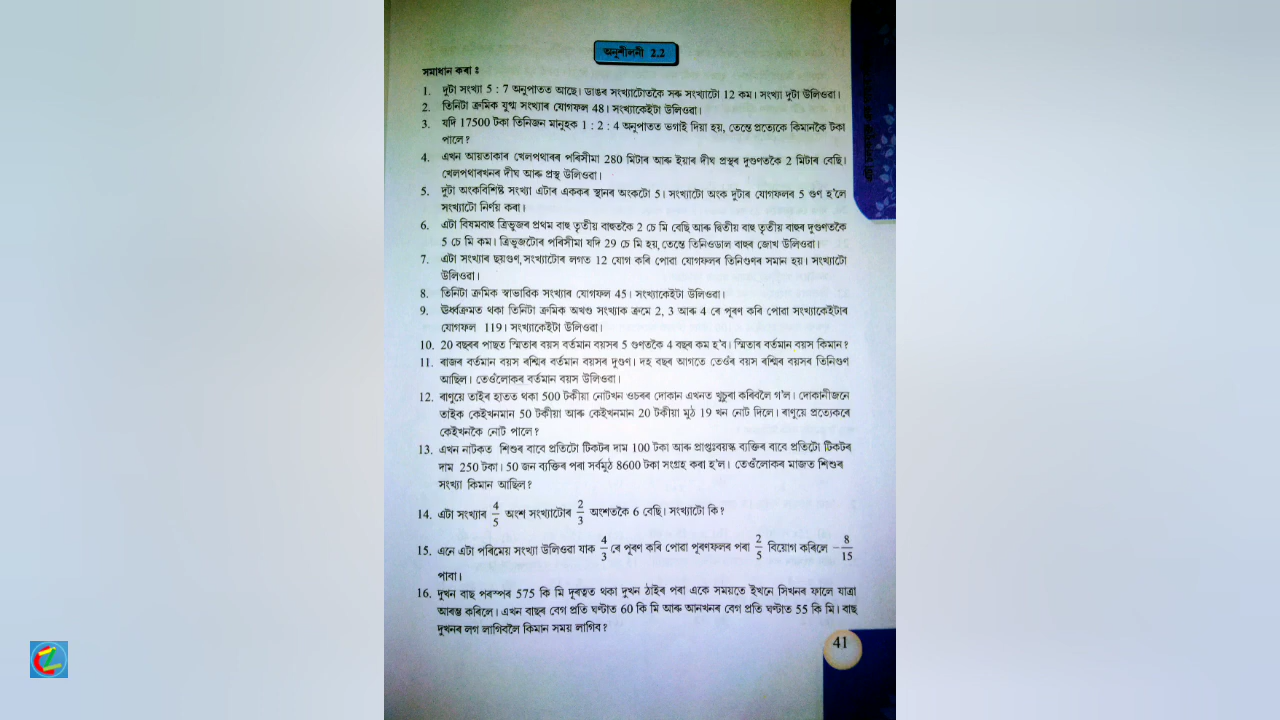 অনুশীলনী 2.2
সমাধান কৰা ঃ
1. দুটা সংখ্যা 5 : 7 অনুপাতত আছে। ডাঙৰ সংখ্যাটোতকৈ সৰু সংখ্যাটো 12 কম। সংখ্যা দুটা উলিওৱা।
2. তিনিটা ক্ৰমিক যুগ্ম সংখ্যাৰ যোগফল 48। সংখ্যাকেইটা উলিওৱা।
3. যদি 17500 টকা তিনিজন মানুহক 1 : 2 : 4 অনুপাতত ভগাই দিয়া হয়, তেন্তে প্ৰত্যেকে কিমানকৈ টকা
পালে?
4. এখন আয়তাকাৰ খেলপথাৰৰ পৰিসীমা 280 মিটাৰ আৰু ইয়াৰ দীঘ প্ৰস্থৰ দুগুণতকৈ 2 মিটাৰ বেছি।
খেলপথাৰখনৰ দীঘ আৰু প্ৰস্থ উলিওৱা।
5. দুটা অংকবিশিষ্ট সংখ্যা এটাৰ এককৰ স্থানৰ অংকটো 5। সংখ্যাটো অংক দুটাৰ যোগফলৰ 5 গুণ হ'লে
সংখ্যাটো নিৰ্ণয় কৰা।
6. এটা বিষমবাহু ত্ৰিভুজৰ প্ৰথম বাহু তৃতীয় বাহুতকৈ 2 চে মি বেছি আৰু দ্বিতীয় বাহু তৃতীয় বাহুৰ দুগুণতকৈ
5 চে মি কম। ত্ৰিভুজটোৰ পৰিসীমা যদি 29 চে মি হয়, তেন্তে তিনিওডাল বাহুৰ জোখ উলিওৱা।
7. এটা সংখ্যাৰ ছয়গুণ, সংখ্যাটোৰ লগত 12 যোগ কৰি পোৱা যোগফলৰ তিনিগুণৰ সমান হয়। সংখ্যাটো
উলিওৱা।
8. তিনিটা ক্ৰমিক স্বাভাৱিক সংখ্যাৰ যোগফল 45। সংখ্যাকেইটা উলিওৱা।
9. ঊৰ্ধ্বক্ৰমত থকা তিনিটা ক্ৰমিক অখণ্ড সংখ্যাক ক্ৰমে 2, 3 আৰু 4 ৰে পূৰণ কৰি পোৱা সংখ্যাকেইটাৰ
যোগফল 119। সংখ্যাকেইটা উলিওৱা।
10. 20 বছৰৰ পাছত স্মিতাৰ বয়স বৰ্তমান বয়সৰ 5 গুণতকৈ 4 বছৰ কম হ'ব। স্মিতাৰ বৰ্তমান বয়স কিমান?
11. ৰাজৰ বৰ্তমান বয়স ৰশ্মিৰ বৰ্তমান বয়সৰ দুগুণ। দহ বছৰ আগতে তেওঁৰ বয়স ৰশ্মিৰ বয়সৰ তিনিগুণ
আছিল। তেওঁলোকৰ বৰ্তমান বয়স উলিওৱা।
12. ৰাণুয়ে তাইৰ হাতত থকা 500 টকীয়া নোটখন ওচৰৰ দোকান এখনত খুচুৰা কৰিবলৈ গ'ল। দোকানীজনে
তাইক কেইখনমান 50 টকীয়া আৰু কেইখনমান 20 টকীয়া মুঠ 19 খন নোট দিলে। ৰাণুয়ে প্ৰত্যেকৰে
কেইখনকৈ নোট পালে?
13. এখন নাটকত শিশুৰ বাবে প্ৰতিটো টিকটৰ দাম 100 টকা আৰু প্ৰাপ্তঃবয়স্ক ব্যক্তিৰ বাবে প্ৰতিটো টিকটৰ
দাম 250 টকা। 50 জন ব্যক্তিৰ পৰা সৰ্বমুঠ 8600 টকা সংগ্ৰহ কৰা হ'ল। তেওঁলোকৰ মাজত শিশুৰ
সংখ্যা কিমান আছিল?
14. এটা সংখ্যাৰ 4/5 অংশ সংখ্যাটোৰ 2/3 অংশতকৈ 6 বেছি। সংখ্যাটো কি?
15. এনে এটা পৰিমেয় সংখ্যা উলিওৱা যাক 4/3 ৰে পূৰণ কৰি পোৱা পূৰণফলৰ পৰা 2/5 বিয়োগ কৰিলে −8/15
পাবা।
16. দুখন বাছ পৰস্পৰ 575 কি মি দূৰত্বত থকা দুখন ঠাইৰ পৰা একে সময়তে ইখনে সিখনৰ ফালে যাত্ৰা
আৰম্ভ কৰিলে। এখন বাছৰ বেগ প্ৰতি ঘণ্টাত 60 কি মি আৰু আনখনৰ বেগ প্ৰতি ঘণ্টাত 55 কি মি। বাছ
দুখনৰ লগ লাগিবলৈ কিমান সময় লাগিব?
41